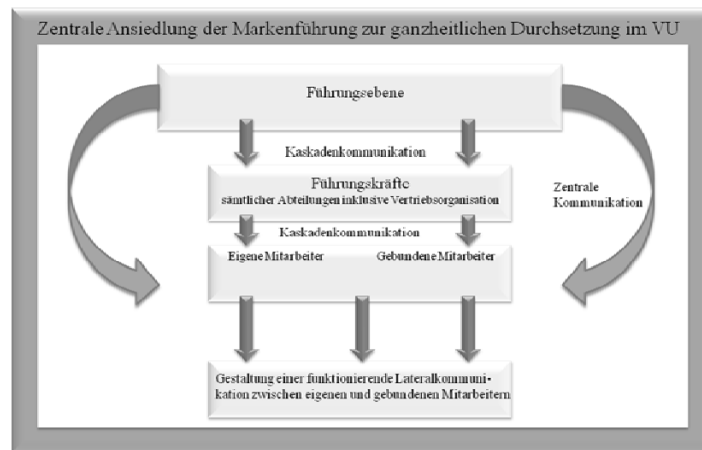 Zentrale Ansiedlung der Markenführung zur ganzheitlichen Durchsetzung im VU
Führungsebene
Kaskadenkommunikation
Führungskräfte
sämtlicher Abteilungen inklusive Vertriebsorganisation
Zentrale
Kommunikation
Kaskadenkommunikation
Eigene Mitarbeiter
Gebundene Mitarbeiter
Gestaltung einer funktionierende Lateralkommuni-
kation zwischen eigenen und gebundenen Mitarbeitern